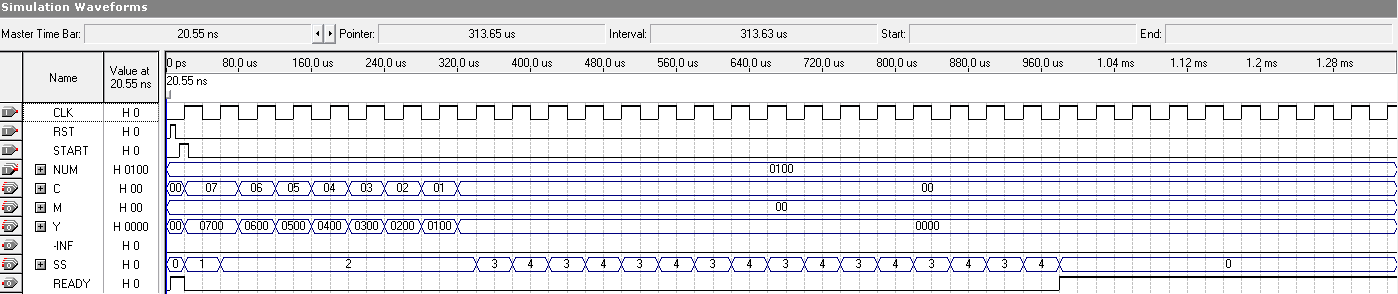 Simulation Waveforms
Master Time Bar: 20.55 ns Pointer: 313.65 us Interval: 313.63 us Start: End:
Name Value at 20.55 ns 0 ps 80.0 us 160.0 us 240.0 us 320.0 us 400.0 us 480.0 us 560.0 us 640.0 us 720.0 us 800.0 us 880.0 us 960.0 us 1.04 ms 1.12 ms 1.2 ms 1.28 ms
20.55 ns
CLK H 0
RST H 0
START H 0
NUM H 0100 0100
C H 00 00 07 06 05 04 03 02 01 00
M H 00 00
Y H 0000 00 0700 0600 0500 0400 0300 0200 0100 0000
-INF H 0
SS H 0 0 1 2 3 4 3 4 3 4 3 4 3 4 3 4 3 4 3 4 0
READY H 0